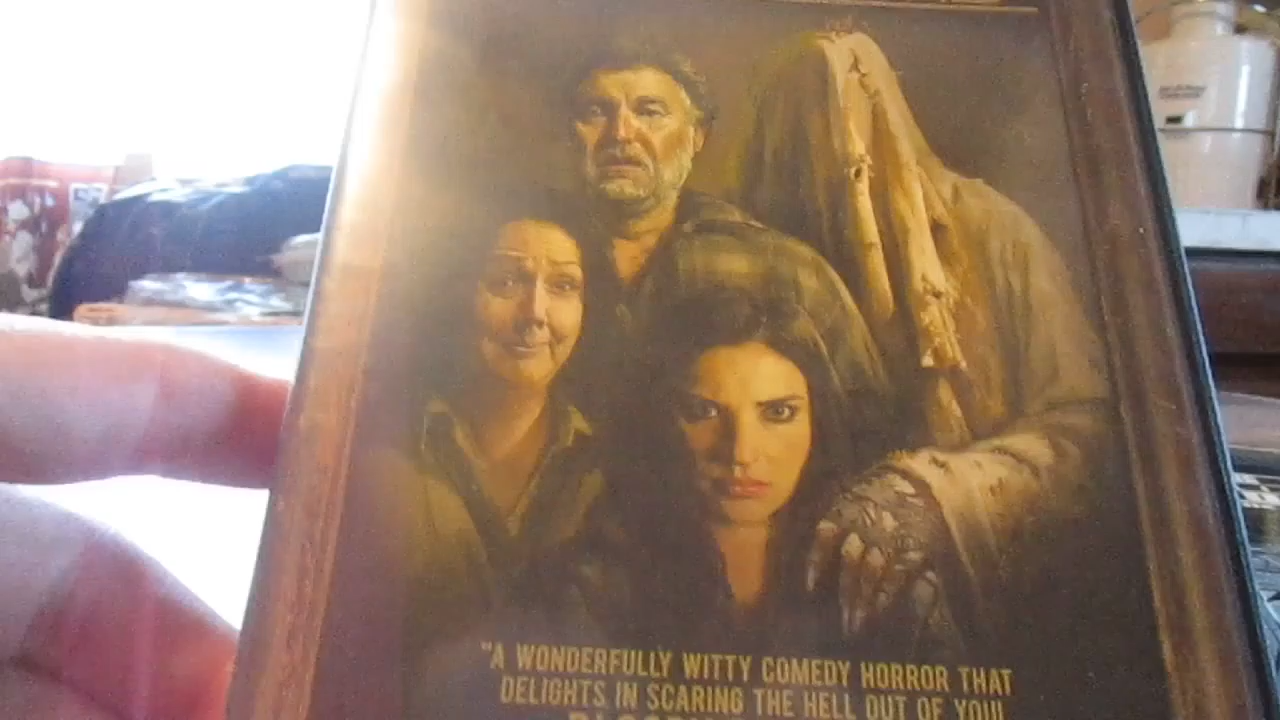 "A WONDERFULLY WITTY COMEDY HORROR THAT
DELIGHTS IN SCARING THE HELL OUT OF YOU!